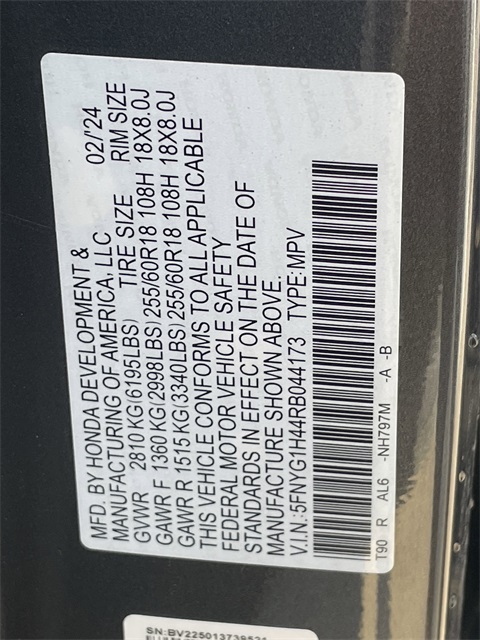 MFD. BY HONDA DEVELOPMENT &
MANUFACTURING OF AMERICA, LLC 02/'24
GVWR 2810 KG(6195LBS) TIRE SIZE RIM SIZE
GAWR F 1360 KG(2998LBS) 255/60R18 108H 18X8.0J
GAWR R 1515 KG(3340LBS) 255/60R18 108H 18X8.0J
THIS VEHICLE CONFORMS TO ALL APPLICABLE
FEDERAL MOTOR VEHICLE SAFETY
STANDARDS IN EFFECT ON THE DATE OF
MANUFACTURE SHOWN ABOVE.
V.I.N.:5FNYG1H44RB044173 TYPE:MPV
T90 R AL6 -NH797M -A -B
SN:BV225013739531